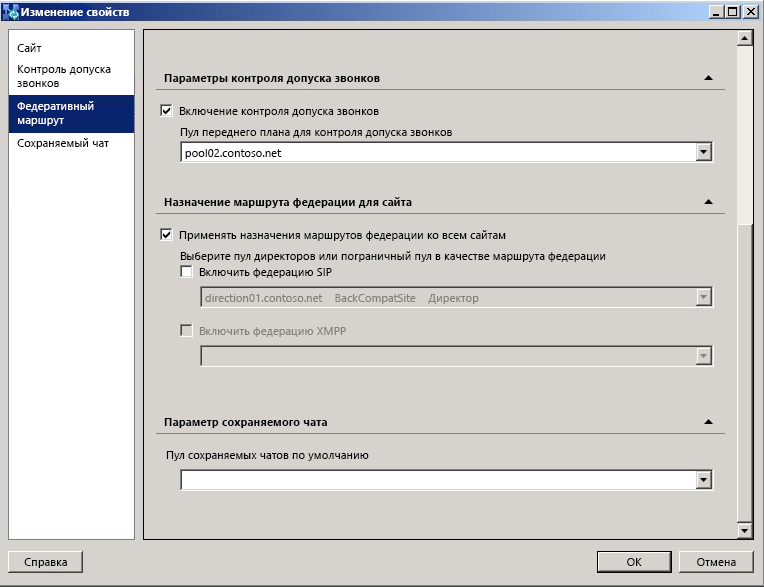 Изменение свойств
Сайт
Контроль допуска
звонков
Федеративный
маршрут
Сохраняемый чат
Параметры контроля допуска звонков
Включение контроля допуска звонков
Пул переднего плана для контроля допуска звонков
pool02.contoso.net
Назначение маршрута федерации для сайта
Применять назначения маршрутов федерации ко всем сайтам
Выберите пул директоров или пограничный пул в качестве маршрута федерации
Включить федерацию SIP
direction01.contoso.net BackCompatSite Директор
Включить федерацию XMPP
Параметр сохраняемого чата
Пул сохраняемых чатов по умолчанию
Справка
ОК
Отмена